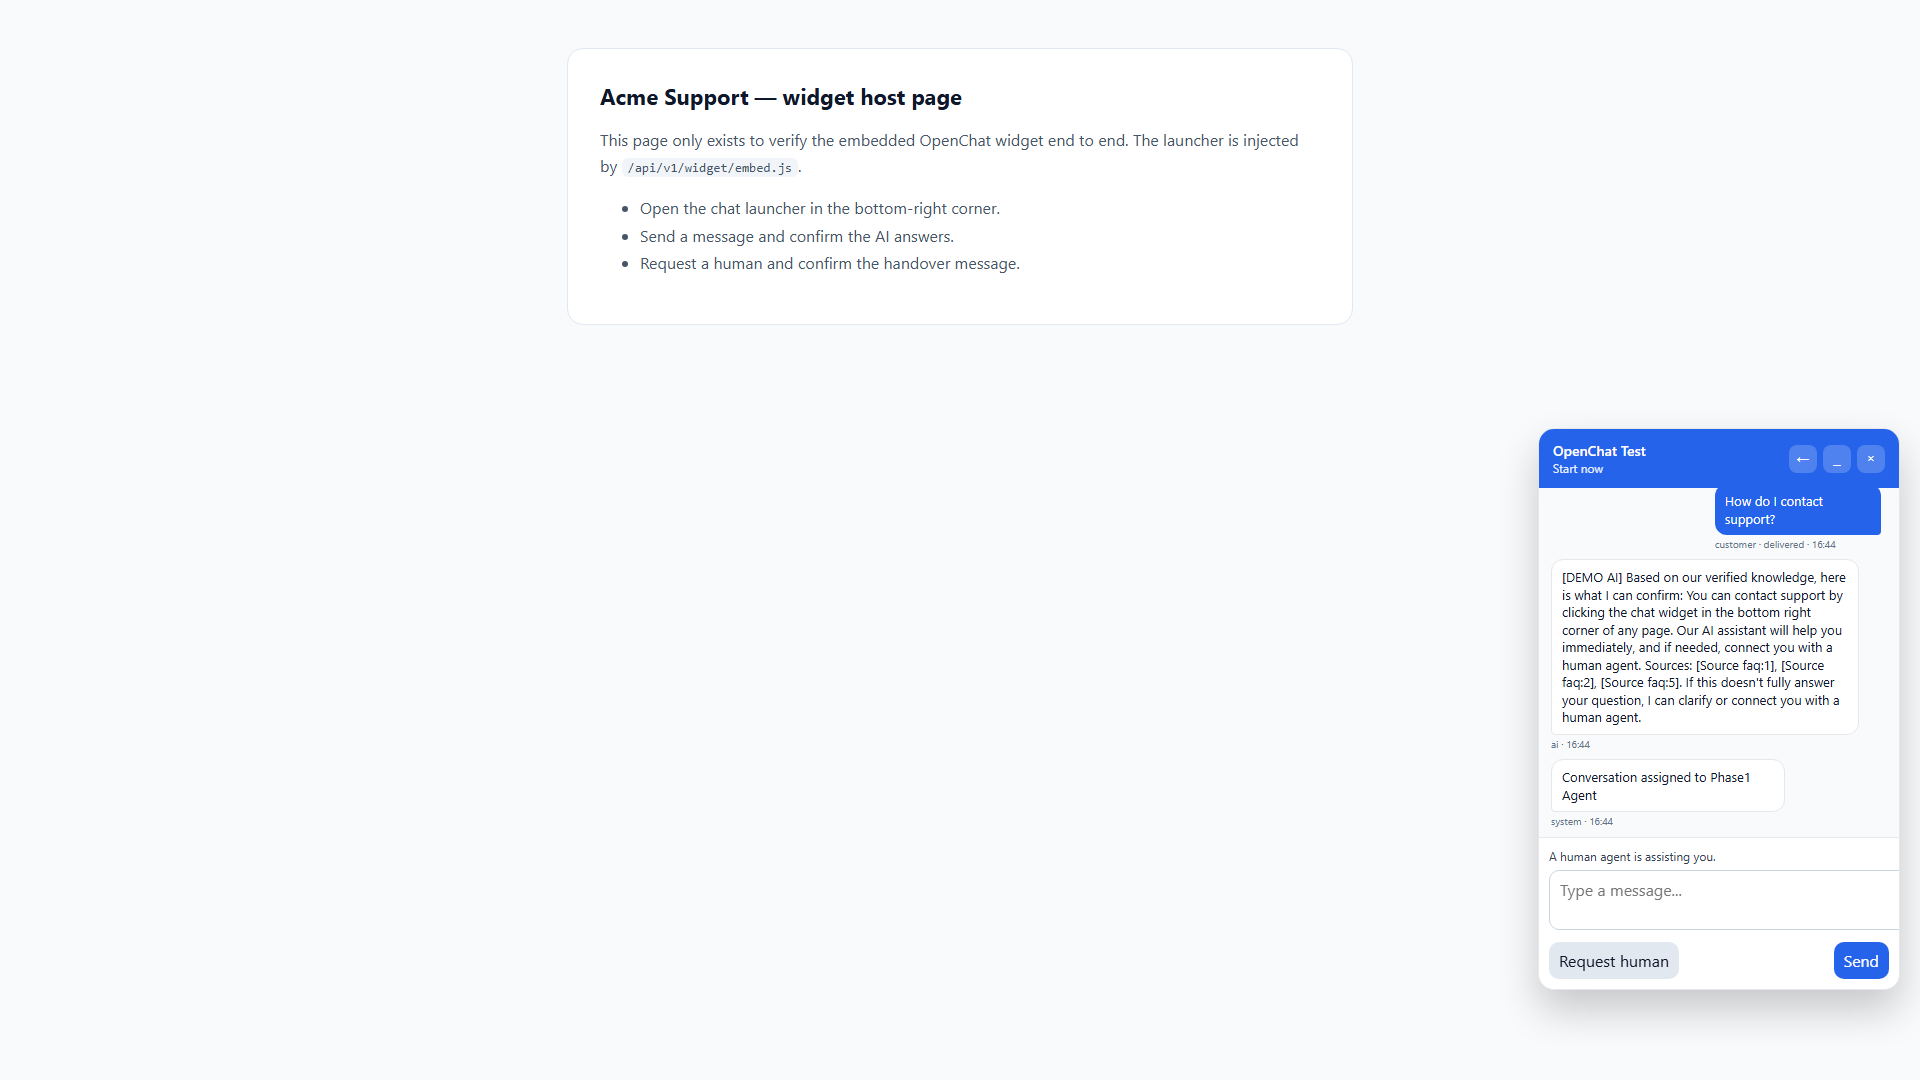 Acme Support — widget host page
This page only exists to verify the embedded OpenChat widget end to end. The launcher is injected
by /api/v1/widget/embed.js .
• Open the chat launcher in the bottom-right corner.
• Send a message and confirm the AI answers.
• Request a human and confirm the handover message.
OpenChat Test
Start now
← _ ×
How do I contact
support?
customer · delivered · 16:44
[DEMO AI] Based on our verified knowledge, here
is what I can confirm: You can contact support by
clicking the chat widget in the bottom right
corner of any page. Our AI assistant will help you
immediately, and if needed, connect you with a
human agent. Sources: [Source faq:1], [Source
faq:2], [Source faq:5]. If this doesn't fully answer
your question, I can clarify or connect you with a
human agent.
ai · 16:44
Conversation assigned to Phase1
Agent
system · 16:44
A human agent is assisting you.
Type a message...
Request human
Send